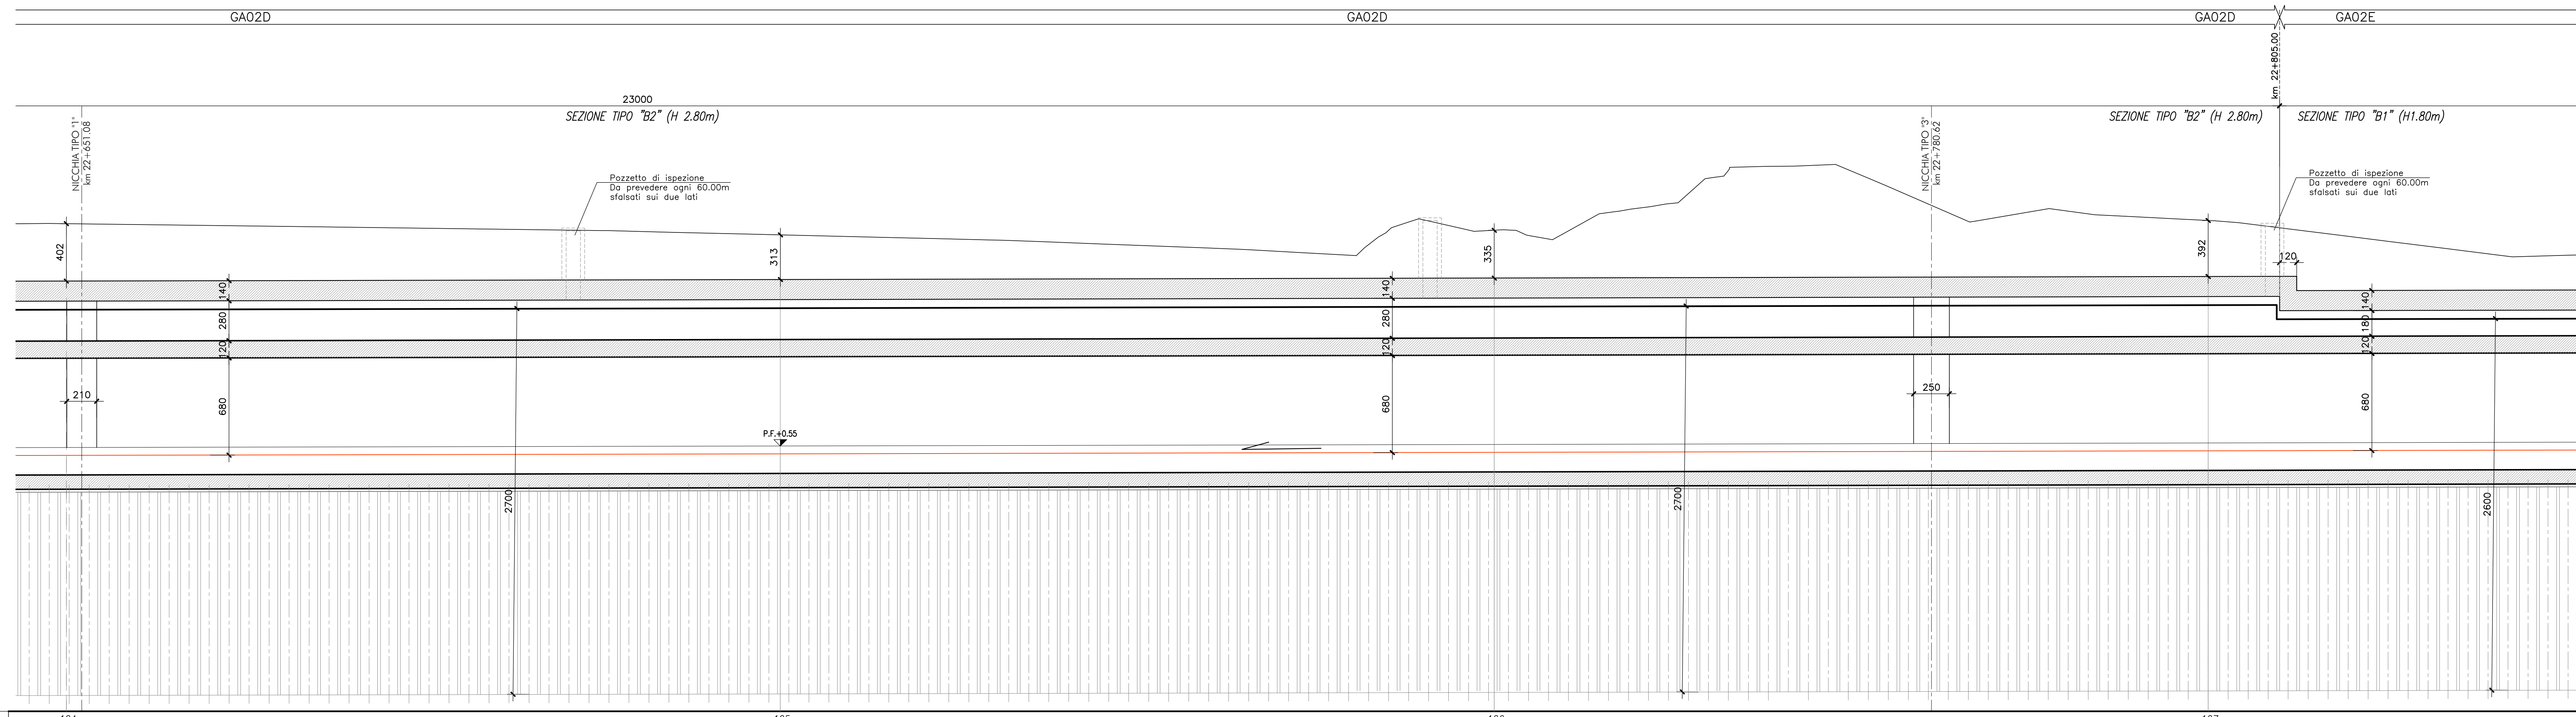 GA02D
GA02D
GA02D
GA02E
km 22+805.00
23000
SEZIONE TIPO "B2" (H 2.80m)
SEZIONE TIPO "B2" (H 2.80m)
SEZIONE TIPO "B1" (H1.80m)
NICCHIA TIPO "1"
km 22+651.08
NICCHIA TIPO "3"
km 22+780.62
Pozzetto di ispezione
Da prevedere ogni 60.00m
sfalsati sui due lati
Pozzetto di ispezione
Da prevedere ogni 60.00m
sfalsati sui due lati
402
313
335
392
120
140
280
120
680
140
280
120
680
140
180
120
680
210
250
P.F.+0.55
2700
2700
2600